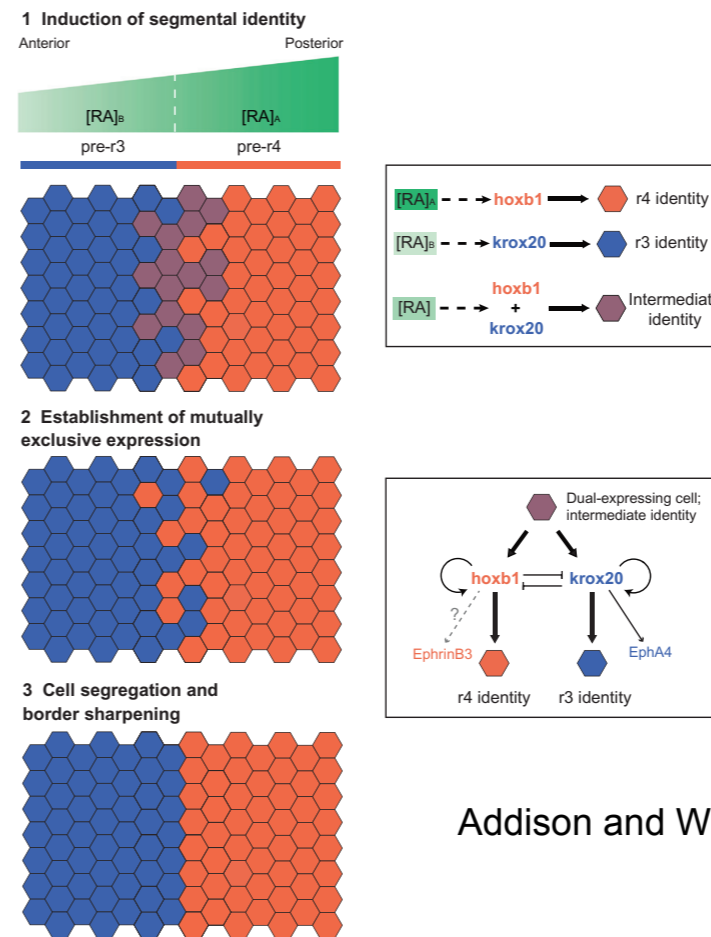 1 Induction of segmental identity
Anterior Posterior
[RA]B [RA]A
pre-r3 pre-r4
[RA]A hoxb1 r4 identity
[RA]B krox20 r3 identity
[RA] hoxb1 + krox20 Intermediat
identity
2 Establishment of mutually
exclusive expression
Dual-expressing cell;
intermediate identity
hoxb1 krox20
?
EphrinB3 EphA4
r4 identity r3 identity
3 Cell segregation and
border sharpening
Addison and W